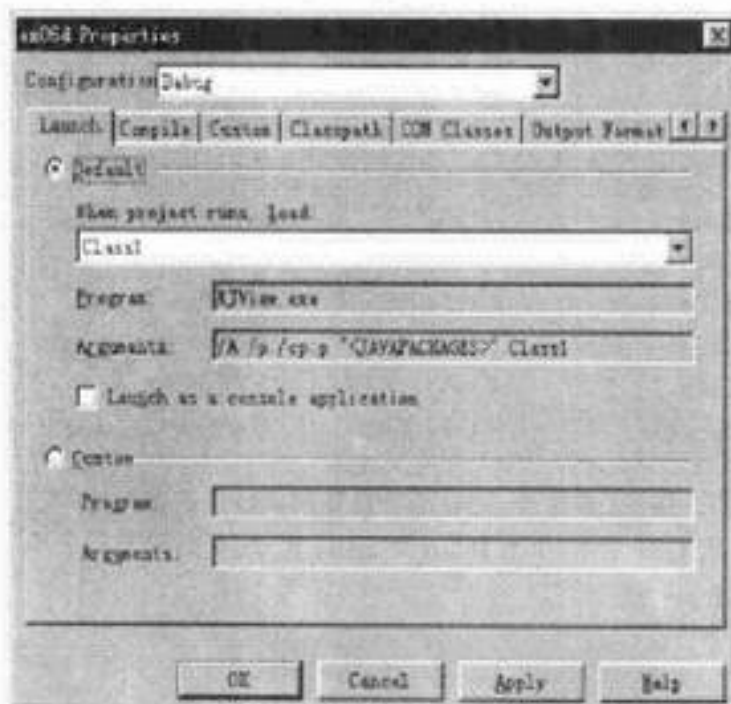 ex06d Properties
Configuration Debug
Launch Compile Custom Classpath COM Classes Output Format
Default
When project runs, load
Class1
Program: WJView.exe
Arguments: /A /p /cp:p "<JAVAPACKAGES>" Class1
Launch as a console application
Custom
Program
Arguments:
OK Cancel Apply Help